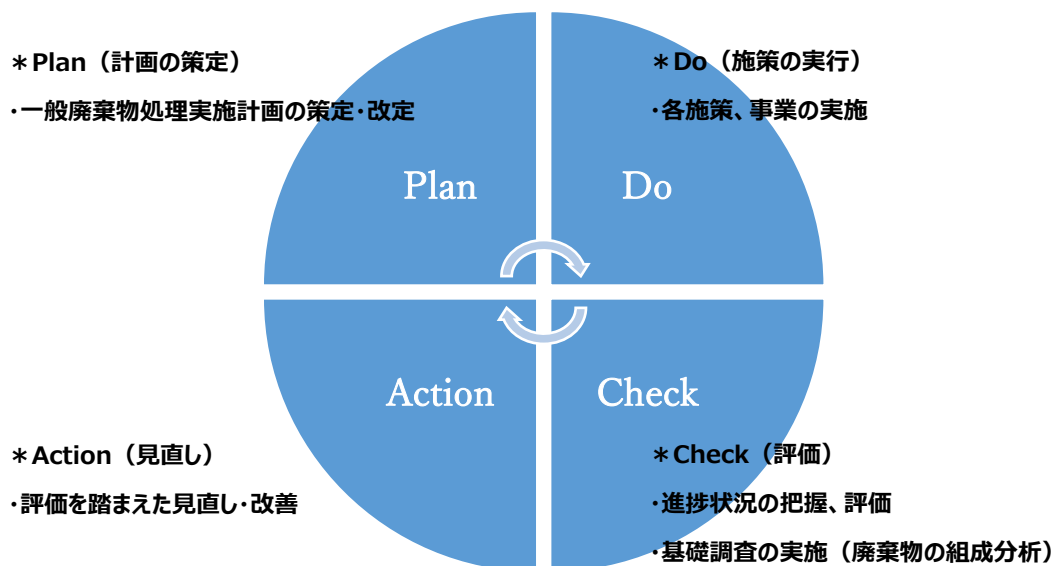 ＊Plan（計画の策定）
・一般廃棄物処理実施計画の策定・改定
＊Do（施策の実行）
・各施策、事業の実施
Plan
Do
Action
Check
＊Action（見直し）
・評価を踏まえた見直し・改善
＊Check（評価）
・進捗状況の把握、評価
・基礎調査の実施（廃棄物の組成分析）